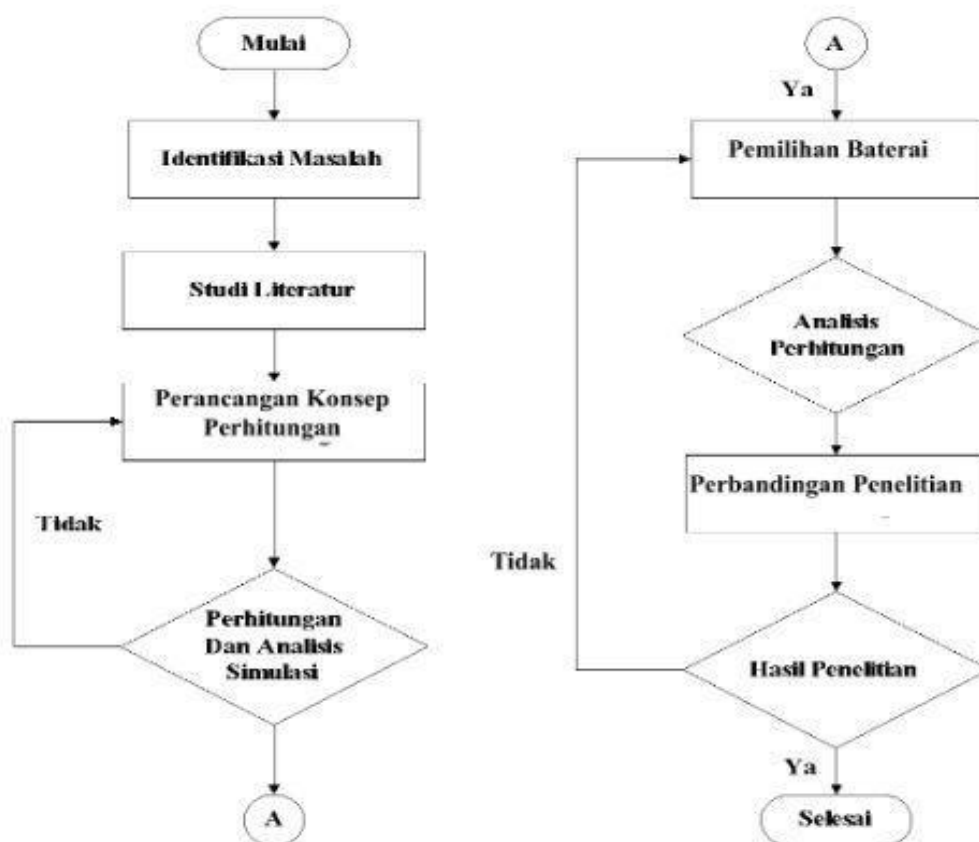 Mulai
Identifikasi Masalah
Studi Literatur
Perancangan Konsep
Perhitungan
Tidak
Perhitungan
Dan Analisis
Simulasi
A
A
Ya
Pemilihan Baterai
Analisis
Perhitungan
Perbandingan Penelitian
Tidak
Hasil Penelitian
Ya
Selesai